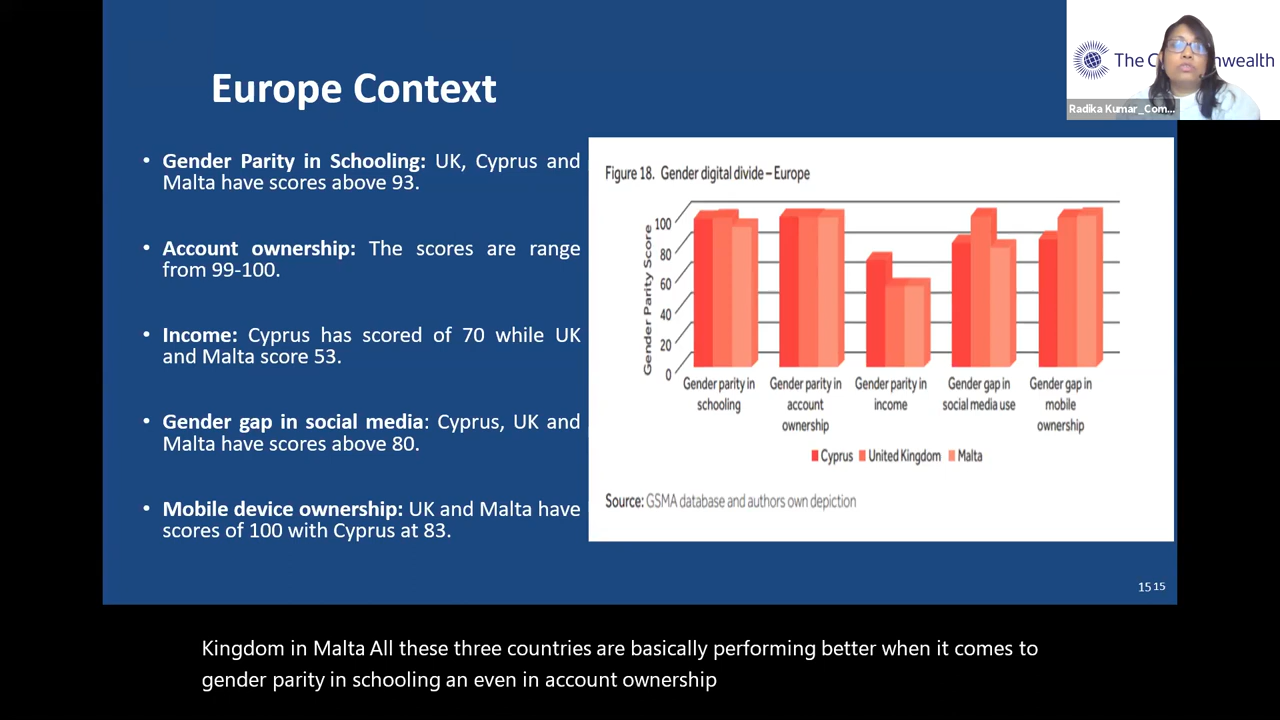 Europe Context
The C
nwealth
Radika Kumar_Com...
• Gender Parity in Schooling: UK, Cyprus and
Malta have scores above 93.
• Account ownership: The scores are range
from 99-100.
• Income: Cyprus has scored of 70 while UK
and Malta score 53.
• Gender gap in social media: Cyprus, UK and
Malta have scores above 80.
• Mobile device ownership: UK and Malta have
scores of 100 with Cyprus at 83.
Figure 18. Gender digital divide – Europe
Gender Parity Score
100
80
60
40
20
0
Gender parity in
schooling
Gender parity in
account
ownership
Gender parity in
income
Gender gap in
social media use
Gender gap in
mobile
ownership
Cyprus United Kingdom Malta
Source: GSMA database and authors own depiction
15 15
Kingdom in Malta All these three countries are basically performing better when it comes to
gender parity in schooling an even in account ownership